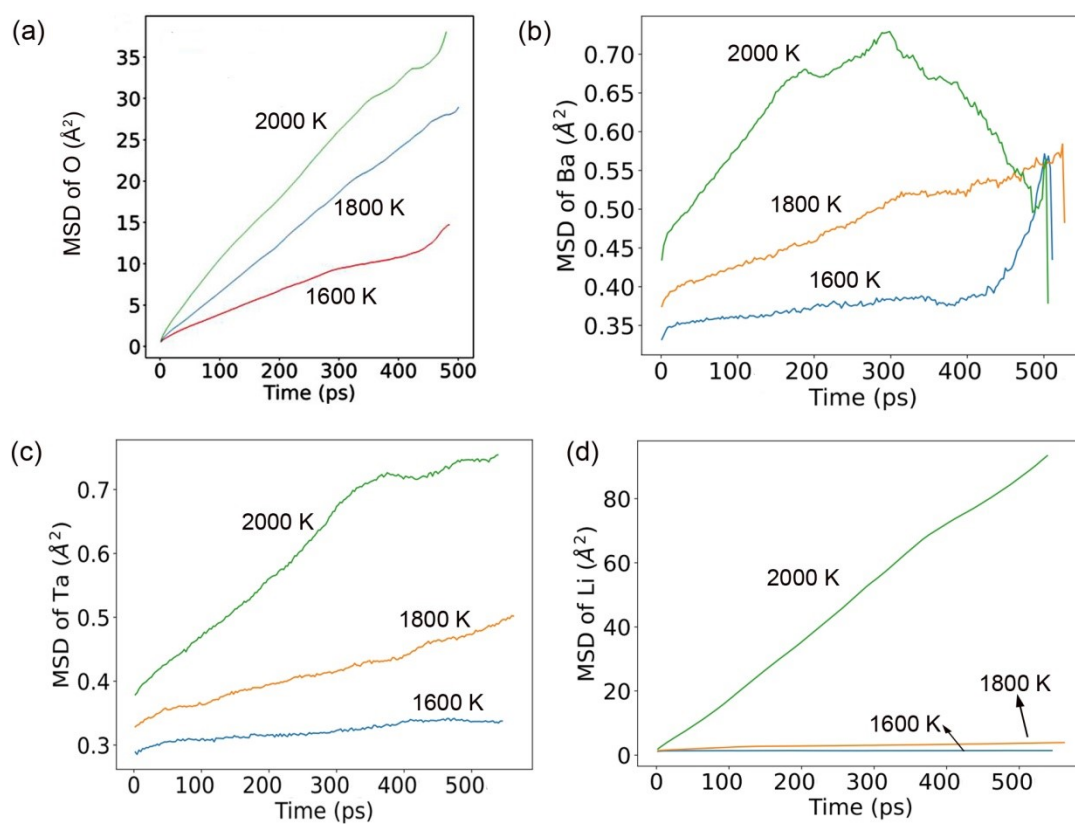 (a)
MSD of O (Å²)
35
30
25
20
15
10
5
0
2000 K
1800 K
1600 K
0 100 200 300 400 500
Time (ps)
(b)
MSD of Ba (Å²)
0.70
0.65
0.60
0.55
0.50
0.45
0.40
0.35
2000 K
1800 K
1600 K
0 100 200 300 400 500
Time (ps)
(c)
MSD of Ta (Å²)
0.7
0.6
0.5
0.4
0.3
2000 K
1800 K
1600 K
0 100 200 300 400 500
Time (ps)
(d)
MSD of Li (Å²)
80
60
40
20
0
2000 K
1800 K
1600 K
0 100 200 300 400 500
Time (ps)